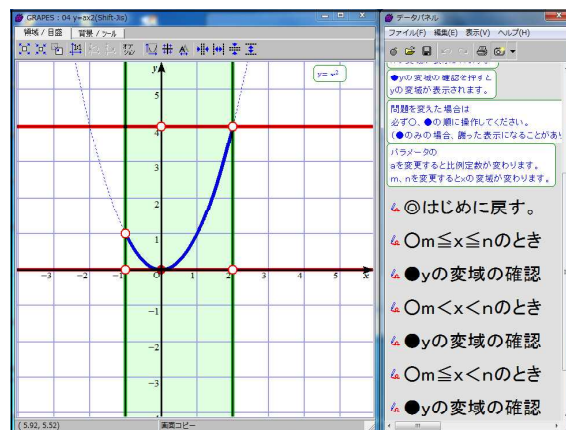 GRAPES : 04 y=ax2(Shift-Jis)
領域 / 目盛
背景 / ツール
y
5
4
3
2
1
-3
-2
-1
0
1
2
3
4
5
x
-1
-2
-3
( 5.92, 5.52)
画面コピー
データパネル
ファイル(F) 編集(E) 表示(V) ヘルプ(H)
●yの変域の確認を押すと
yの変域が表示されます。
問題を変えた場合は
必ず○、●の順に操作してください。
(●のみの場合、誤った表示になることがあり
パラメータの
aを変更すると比例定数が変わります。
m、nを変更するとxの変域が変わります。
◎はじめに戻す。
○m≦x≦nのとき
●yの変域の確認
○m<x<nのとき
●yの変域の確認
○m≦x<nのとき
●yの変域の確認